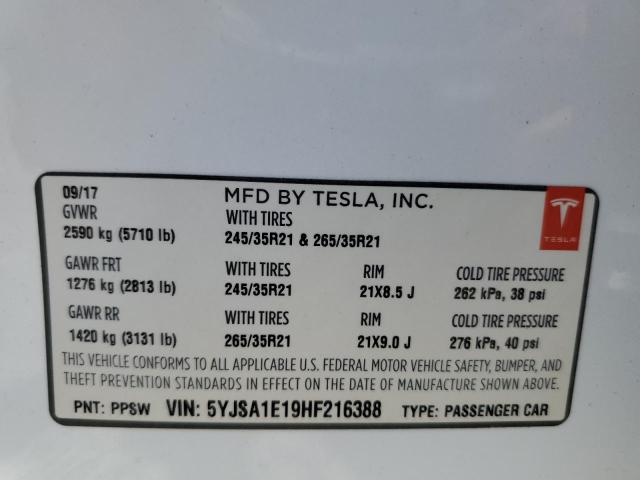 09/17 MFD BY TESLA, INC.
GVWR WITH TIRES
2590 kg (5710 lb) 245/35R21 & 265/35R21
TESLA
GAWR FRT WITH TIRES RIM COLD TIRE PRESSURE
1276 kg (2813 lb) 245/35R21 21X8.5 J 262 kPa, 38 psi
GAWR RR WITH TIRES RIM COLD TIRE PRESSURE
1420 kg (3131 lb) 265/35R21 21X9.0 J 276 kPa, 40 psi
THIS VEHICLE CONFORMS TO ALL APPLICABLE U.S. FEDERAL MOTOR VEHICLE SAFETY, BUMPER, AND
THEFT PREVENTION STANDARDS IN EFFECT ON THE DATE OF MANUFACTURE SHOWN ABOVE.
PNT: PPSW VIN: 5YJSA1E19HF216388 TYPE: PASSENGER CAR